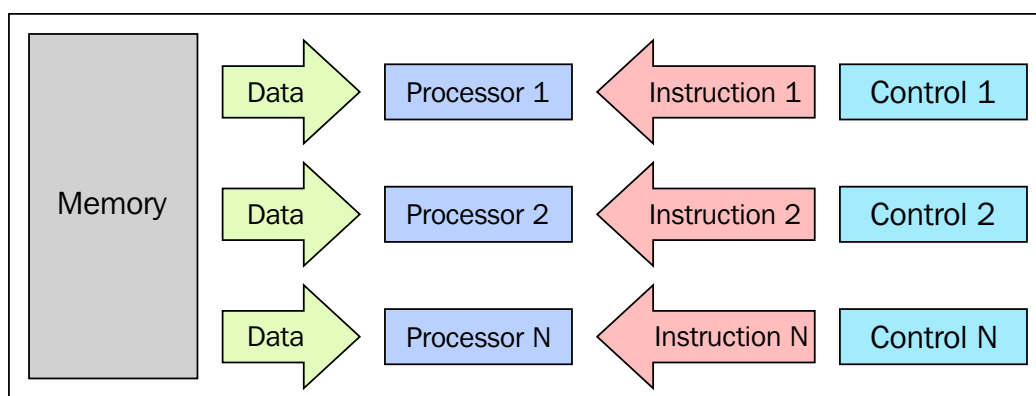 Memory
Data
Processor 1
Instruction 1
Control 1
Data
Processor 2
Instruction 2
Control 2
Data
Processor N
Instruction N
Control N